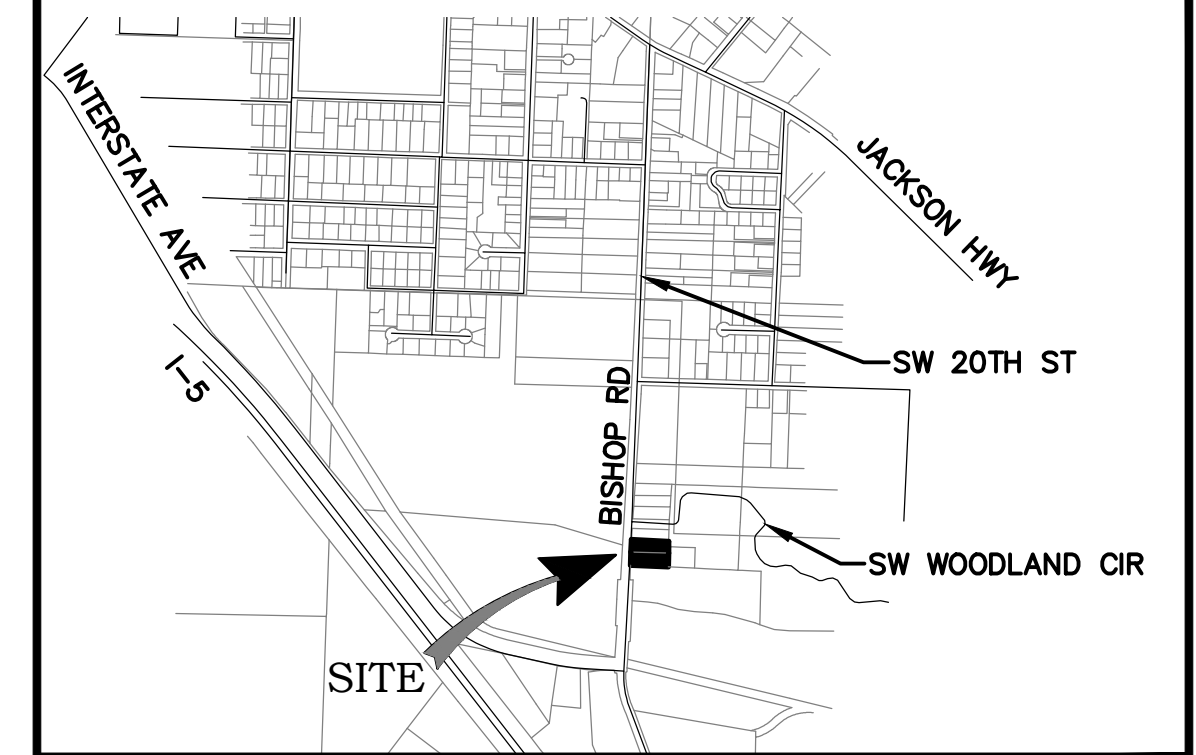 INTERSTATE AVE
JACKSON HWY
I-5
SW 20TH ST
BISHOP RD
SW WOODLAND CIR
SITE